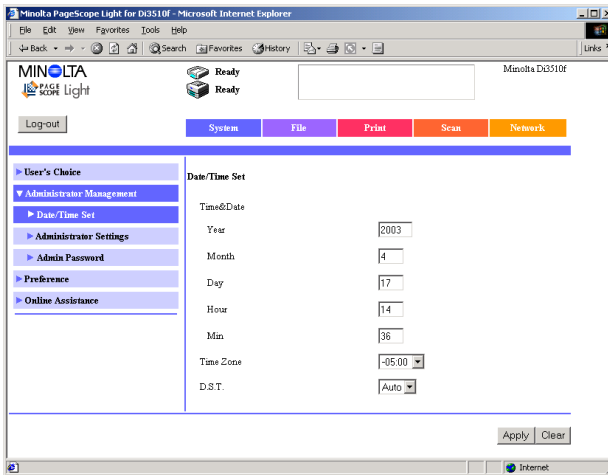 Minolta PageScope Light for Di3510f - Microsoft Internet Explorer
File Edit View Favorites Tools Help
Back Search Favorites History Links
MINOLTA
PAGE SCOPE Light
Ready
Ready
Minolta Di3510f
Log-out
System File Print Scan Network
User's Choice
Administrator Management
Date/Time Set
Administrator Settings
Admin Password
Preference
Online Assistance
Date/Time Set
Time&Date
Year 2003
Month 4
Day 17
Hour 14
Min 36
Time Zone -05:00
D.S.T. Auto
Apply Clear
Internet